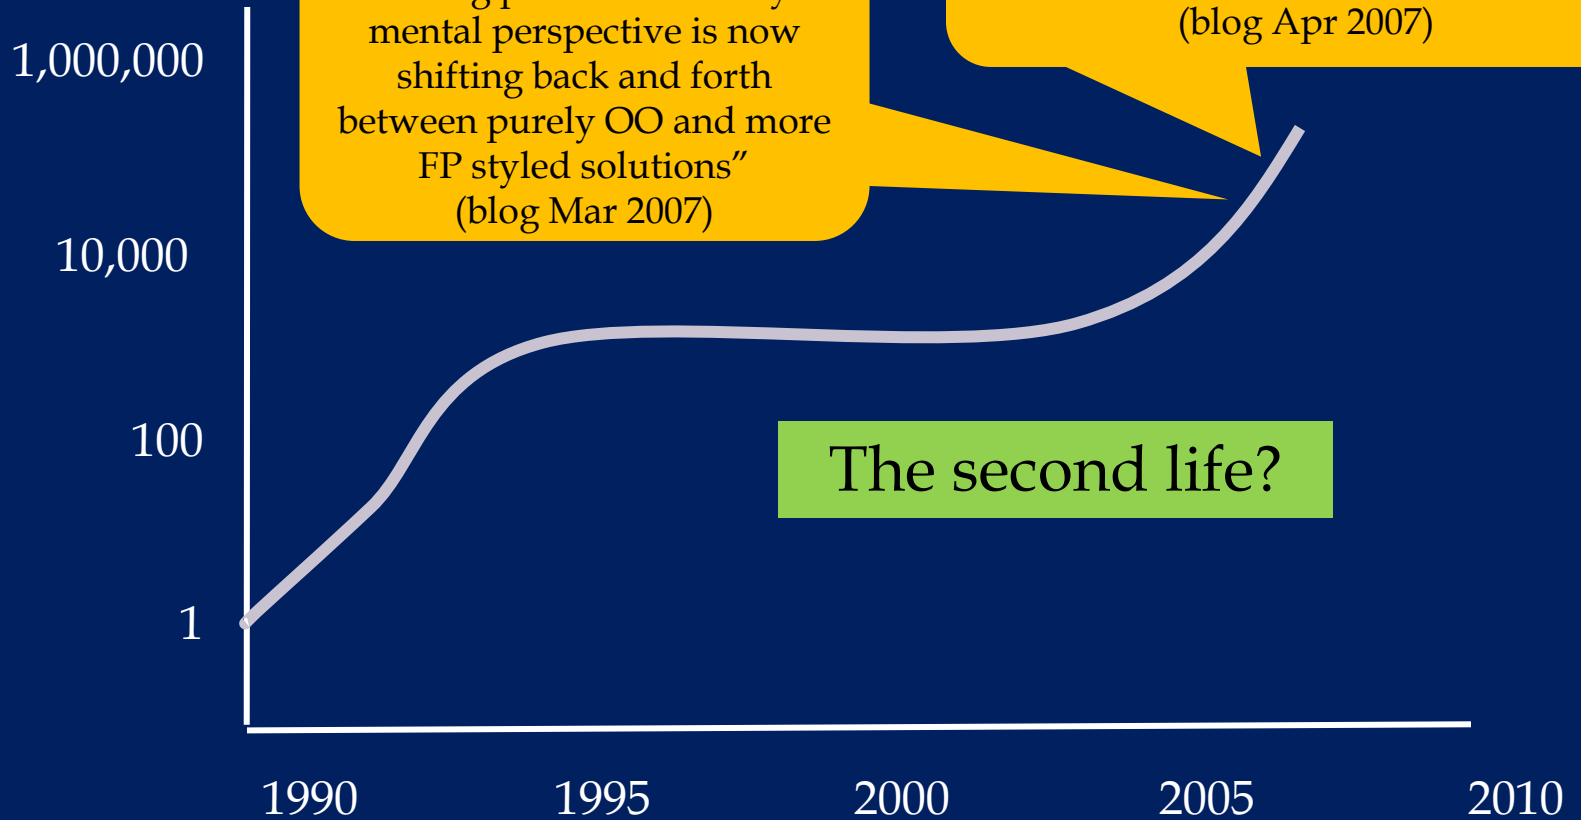 mental perspective is now
shifting back and forth
between purely OO and more
FP styled solutions”
(blog Mar 2007)
(blog Apr 2007)
1,000,000
10,000
100
1
The second life?
1990
1995
2000
2005
2010